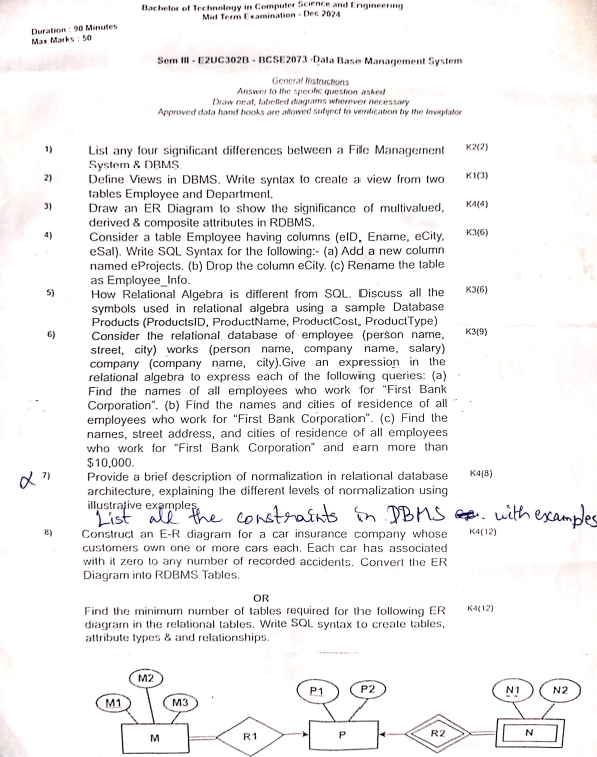 Bachelor of Technology in Computer Science and Engineering
Mid Term Examination - Dec 2024
Duration : 90 Minutes
Max Marks : 50
Sem III - E2UC302B - BCSE2073 -Data Base Management System
General Instructions
Answer to the specific question asked
Draw neat, labelled diagrams wherever necessary
Approved data hand books are allowed subject to verification by the Invigilator
1) List any four significant differences between a File Management K2(2)
System & DBMS.
2) Define Views in DBMS. Write syntax to create a view from two K1(3)
tables Employee and Department.
3) Draw an ER Diagram to show the significance of multivalued, K4(4)
derived & composite attributes in RDBMS.
4) Consider a table Employee having columns (eID, Ename, eCity, K3(6)
eSal). Write SQL Syntax for the following:- (a) Add a new column
named eProjects. (b) Drop the column eCity. (c) Rename the table
as Employee_Info.
5) How Relational Algebra is different from SQL. Discuss all the K3(6)
symbols used in relational algebra using a sample Database
Products (ProductsID, ProductName, ProductCost, ProductType)
6) Consider the relational database of employee (person name, K3(9)
street, city) works (person name, company name, salary)
company (company name, city).Give an expression in the
relational algebra to express each of the following queries: (a)
Find the names of all employees who work for "First Bank
Corporation". (b) Find the names and cities of residence of all
employees who work for "First Bank Corporation". (c) Find the
names, street address, and cities of residence of all employees
who work for "First Bank Corporation" and earn more than
$10,000.
7) Provide a brief description of normalization in relational database K4(8)
architecture, explaining the different levels of normalization using
illustrative examples.
List all the constraints in DBMS with examples
8) Construct an E-R diagram for a car insurance company whose K4(12)
customers own one or more cars each. Each car has associated
with it zero to any number of recorded accidents. Convert the ER
Diagram into RDBMS Tables.
OR
Find the minimum number of tables required for the following ER K4(12)
diagram in the relational tables. Write SQL syntax to create tables,
attribute types & and relationships.
M2
M1 M3 P1 P2 N1 N2
M R1 P R2 N